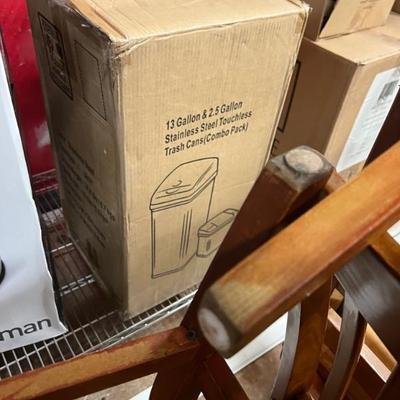 13 Gallon & 2.5 Gallon
Stainless Steel Touchless
Trash Cans(Combo Pack)
man